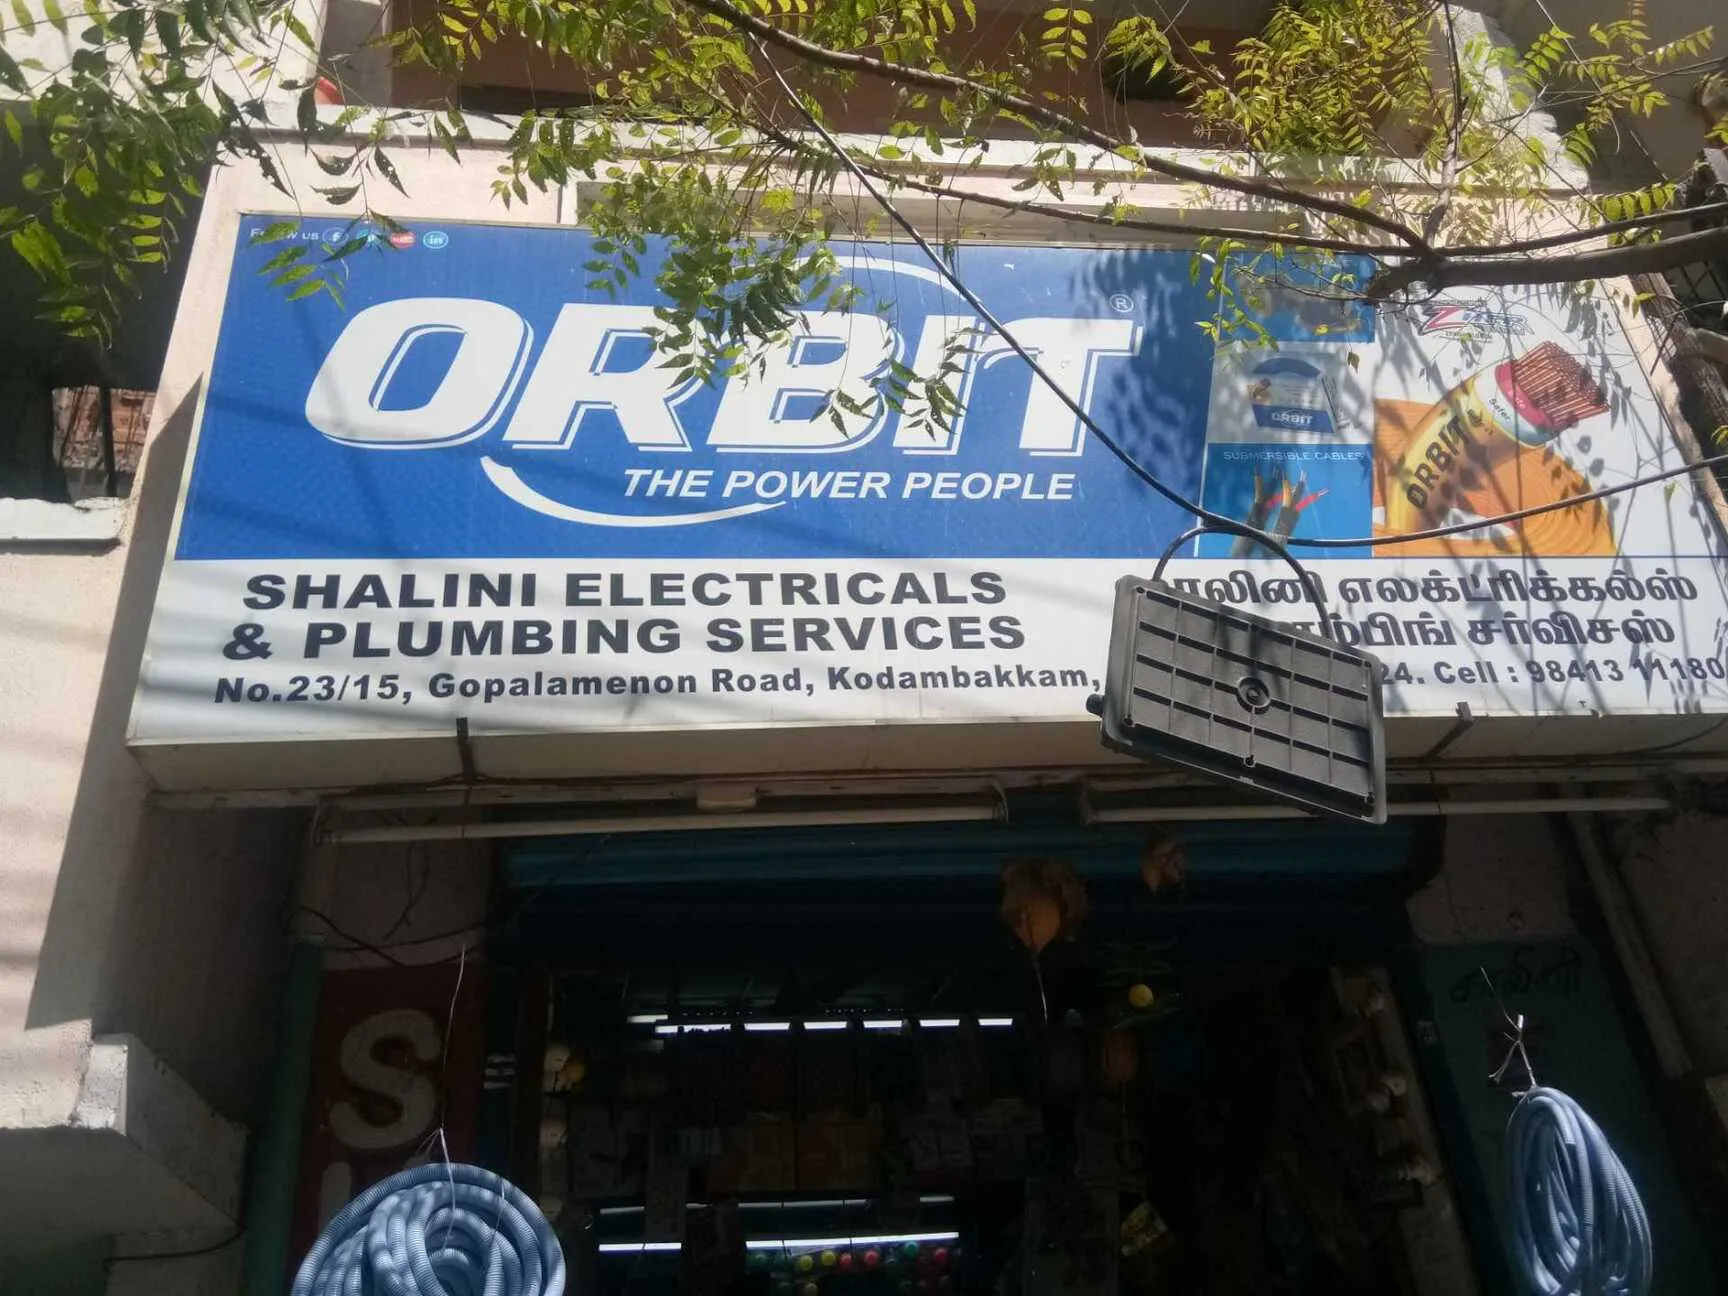 Follow us
ORBIT ®
THE POWER PEOPLE
ORBIT
SUBMERSIBLE CABLES
ORBIT
Safer
SHALINI ELECTRICALS
& PLUMBING SERVICES
No.23/15, Gopalamenon Road, Kodambakkam,
எலக்ட்ரிக்கல்ஸ்
சர்விசஸ்
24. Cell : 98413 11180
ஷாலினி
S